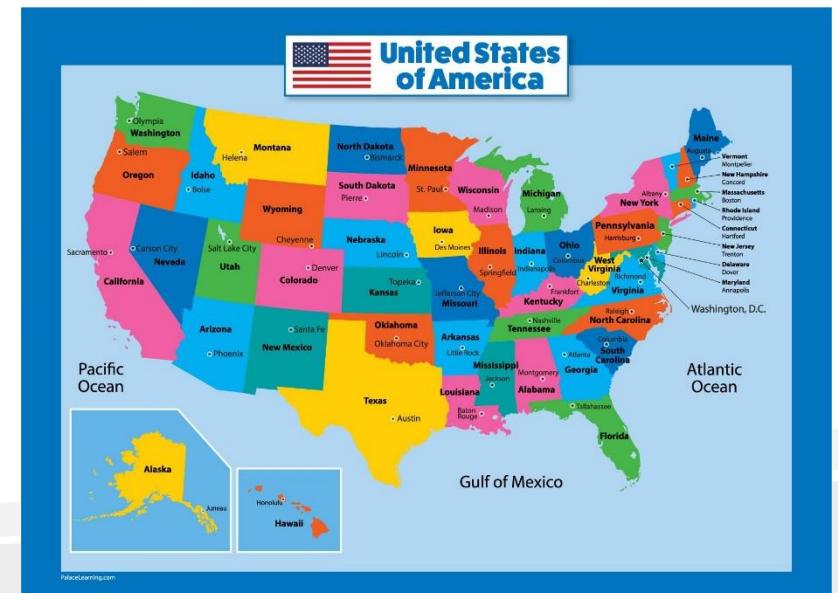 United States
of America
Olympia
Washington
Salem
Oregon
Idaho
Boise
Montana
Helena
North Dakota
Bismarck
Minnesota
St. Paul
South Dakota
Pierre
Wisconsin
Madison
Michigan
Lansing
Maine
Augusta
Vermont
Montpelier
New Hampshire
Concord
Massachusetts
Boston
Rhode Island
Providence
Connecticut
Hartford
New Jersey
Trenton
Delaware
Dover
Maryland
Annapolis
Washington, D.C.
Albany
New York
Pennsylvania
Harrisburg
Wyoming
Cheyenne
Nebraska
Lincoln
Iowa
Des Moines
Illinois
Springfield
Indiana
Indianapolis
Ohio
Columbus
West
Virginia
Charleston
Richmond
Virginia
Sacramento
California
Carson City
Nevada
Salt Lake City
Utah
Denver
Colorado
Topeka
Kansas
Jefferson City
Missouri
Frankfort
Kentucky
Nashville
Tennessee
Raleigh
North Carolina
Columbia
South
Carolina
Arizona
Phoenix
Santa Fe
New Mexico
Oklahoma
Oklahoma City
Arkansas
Little Rock
Mississippi
Jackson
Montgomery
Alabama
Atlanta
Georgia
Pacific
Ocean
Atlantic
Ocean
Texas
Austin
Louisiana
Baton
Rouge
Tallahassee
Florida
Gulf of Mexico
Alaska
Juneau
Honolulu
Hawaii
PalaceLearning.com